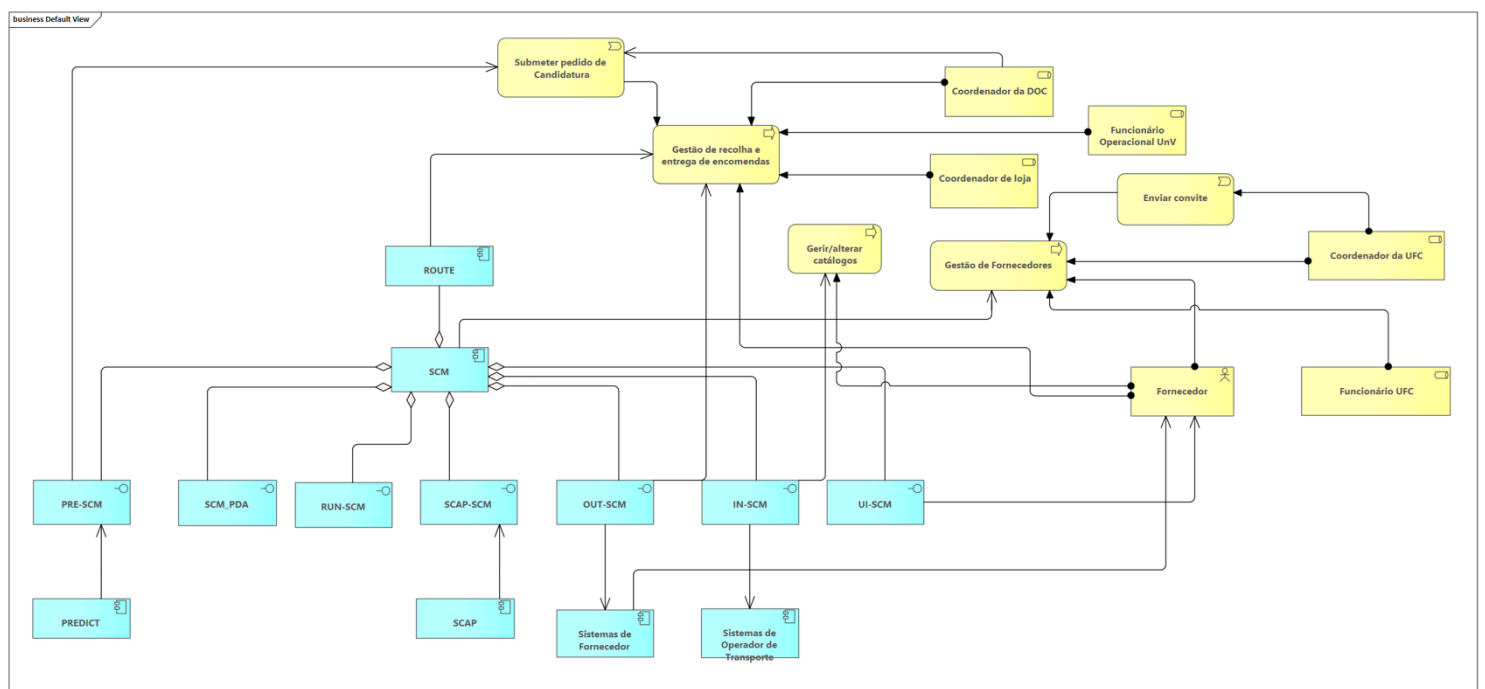 business Default View
Submeter pedido de
Candidatura
Coordenador da DOC
Funcionário
Operacional UnV
Gestão de recolha e
entrega de encomendas
Coordenador de loja
Enviar convite
Gerir/alterar
catálogos
Gestão de Fornecedores
Coordenador da UFC
ROUTE
SCM
Fornecedor
Funcionário UFC
PRE-SCM
SCM_PDA
RUN-SCM
SCAP-SCM
OUT-SCM
IN-SCM
UI-SCM
PREDICT
SCAP
Sistemas de
Fornecedor
Sistemas de
Operador de
Transporte